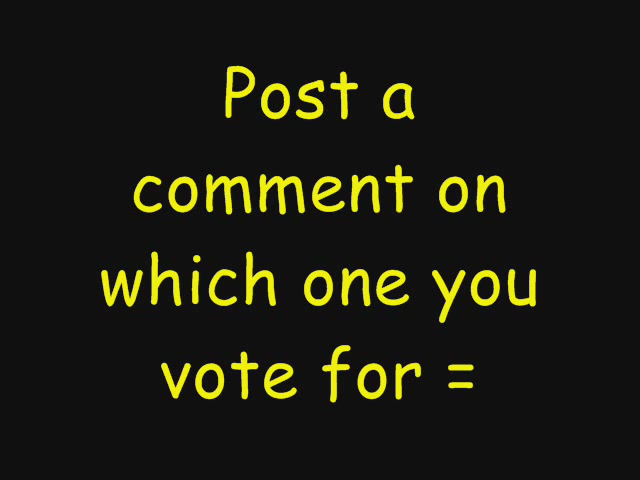 Post a
comment on
which one you
vote for =